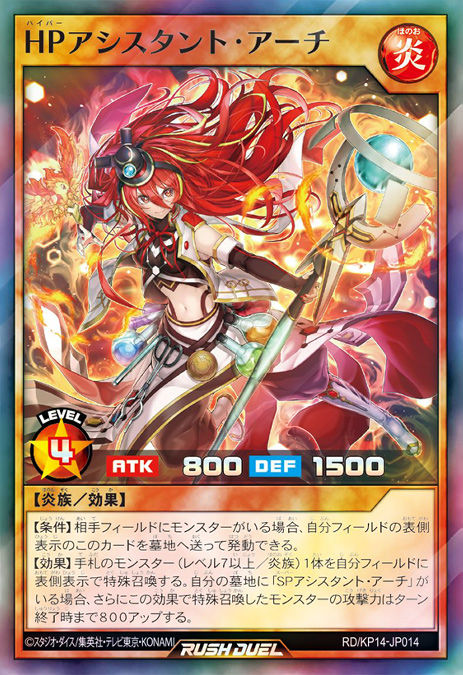 ハイパー
HPアシスタント・アーチ
ほのお
炎
LEVEL
4
ATK 800 DEF 1500
【炎族/効果】
【条件】相手フィールドにモンスターがいる場合、自分フィールドの表側
表示のこのカードを墓地へ送って発動できる。
【効果】手札のモンスター(レベル7以上/炎族)1体を自分フィールドに
表側表示で特殊召喚する。自分の墓地に「SPアシスタント・アーチ」が
いる場合、さらにこの効果で特殊召喚したモンスターの攻撃力はターン
終了時まで800アップする。
©スタジオ・ダイス/集英社・テレビ東京・KONAMI
RUSH DUEL
RD/KP14-JP014